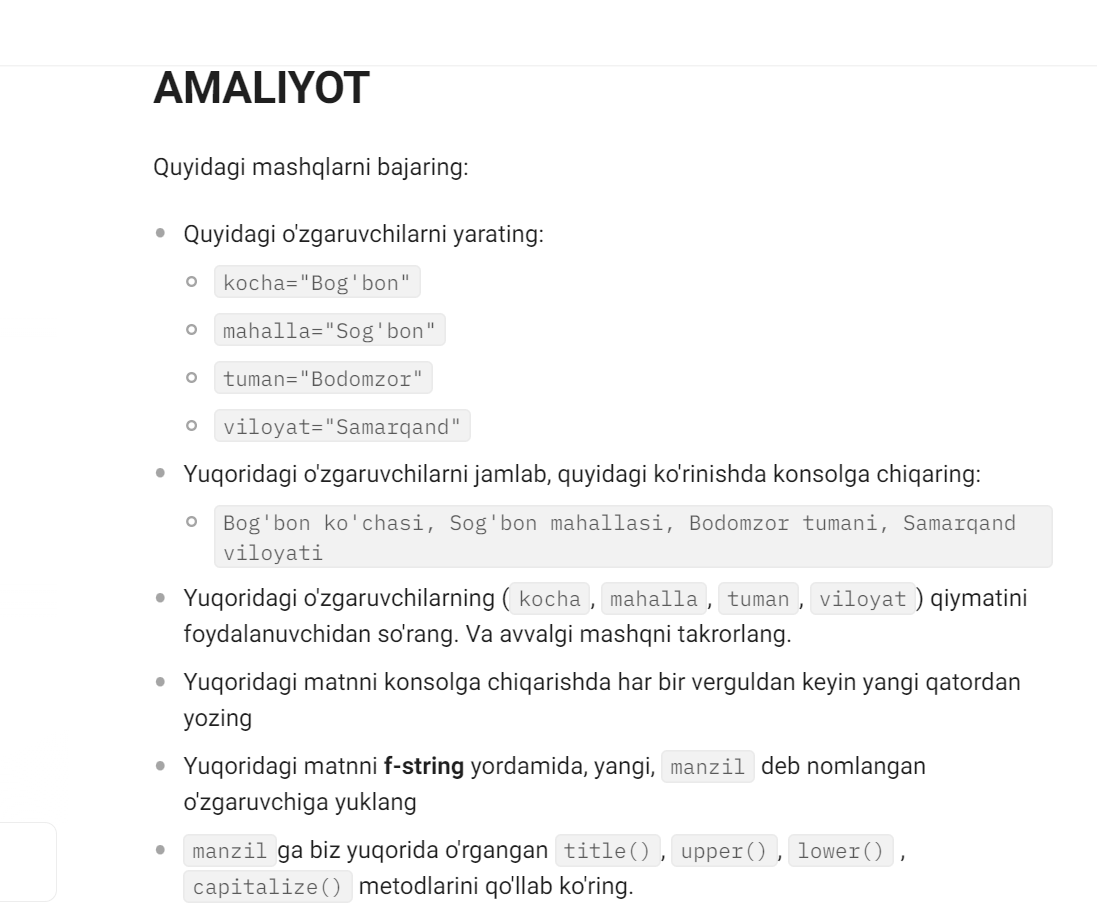 AMALIYOT
Quyidagi mashqlarni bajaring:
Quyidagi o'zgaruvchilarni yarating:
kocha="Bog'bon"
mahalla="Sog'bon"
tuman="Bodomzor"
viloyat="Samarqand"
Yuqoridagi o'zgaruvchilarni jamlab, quyidagi ko'rinishda konsolga chiqaring:
Bog'bon ko'chasi, Sog'bon mahallasi, Bodomzor tumani, Samarqand
viloyati
Yuqoridagi o'zgaruvchilarning ( kocha , mahalla , tuman , viloyat ) qiymatini
foydalanuvchidan so'rang. Va avvalgi mashqni takrorlang.
Yuqoridagi matnni konsolga chiqarishda har bir verguldan keyin yangi qatordan
yozing
Yuqoridagi matnni f-string yordamida, yangi, manzil deb nomlangan
o'zgaruvchiga yuklang
manzil ga biz yuqorida o'rgangan title() , upper() , lower() ,
capitalize() metodlarini qo'llab ko'ring.